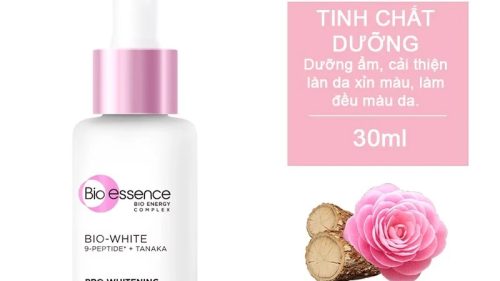 TINH CHẤT
DƯỠNG
Dưỡng ẩm, cải thiện
làn da xỉn màu, làm
đều màu da.
30ml
Bio essence
BIO ENERGY
COMPLEX
BIO-WHITE
9-PEPTIDE* + TANAKA
PRO WHITENING